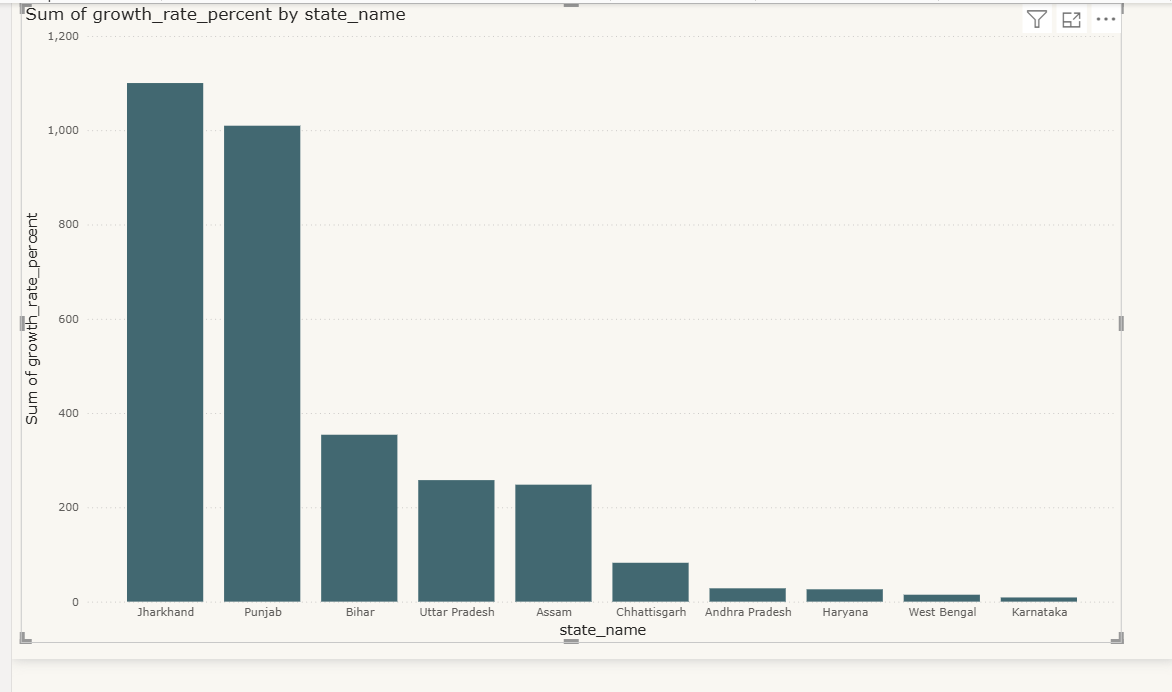 Sum of growth_rate_percent by state_name
1,200
1,000
800
600
400
200
0
Sum of growth_rate_percent
Jharkhand Punjab Bihar Uttar Pradesh Assam Chhattisgarh Andhra Pradesh Haryana West Bengal Karnataka
state_name